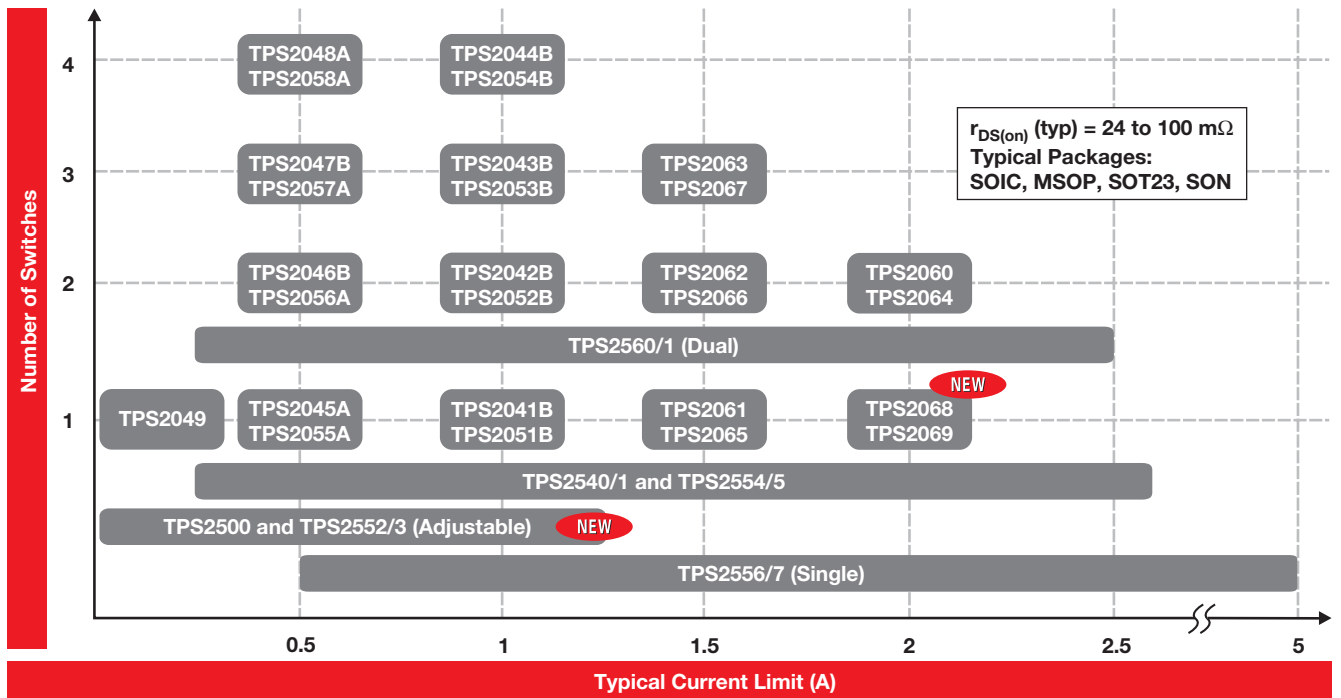 Number of Switches
4
TPS2048A
TPS2058A
TPS2044B
TPS2054B
r_DS(on) (typ) = 24 to 100 mΩ
Typical Packages:
SOIC, MSOP, SOT23, SON
3
TPS2047B
TPS2057A
TPS2043B
TPS2053B
TPS2063
TPS2067
2
TPS2046B
TPS2056A
TPS2042B
TPS2052B
TPS2062
TPS2066
TPS2060
TPS2064
TPS2560/1 (Dual)
NEW
1
TPS2049
TPS2045A
TPS2055A
TPS2041B
TPS2051B
TPS2061
TPS2065
TPS2068
TPS2069
TPS2540/1 and TPS2554/5
TPS2500 and TPS2552/3 (Adjustable)
NEW
TPS2556/7 (Single)
0.5
1
1.5
2
2.5
5
Typical Current Limit (A)